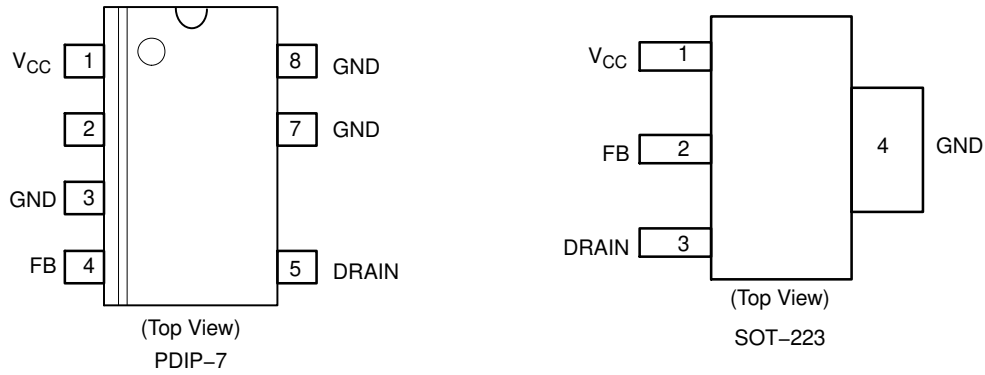 VCC 1
8 GND
2
7 GND
GND 3
FB 4
5 DRAIN
(Top View)
PDIP–7
VCC 1
FB 2
DRAIN 3
4 GND
(Top View)
SOT–223